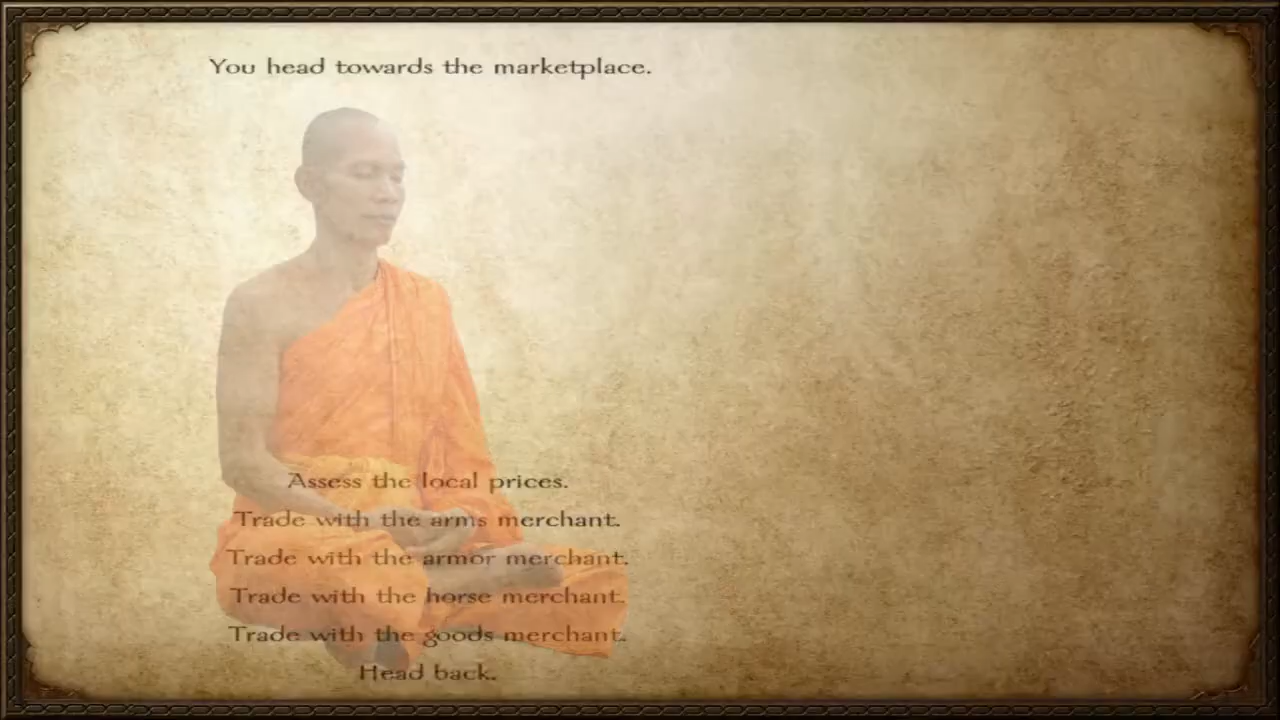 You head towards the marketplace.
Assess the local prices.
Trade with the arms merchant.
Trade with the armor merchant.
Trade with the horse merchant.
Trade with the goods merchant.
Head back.